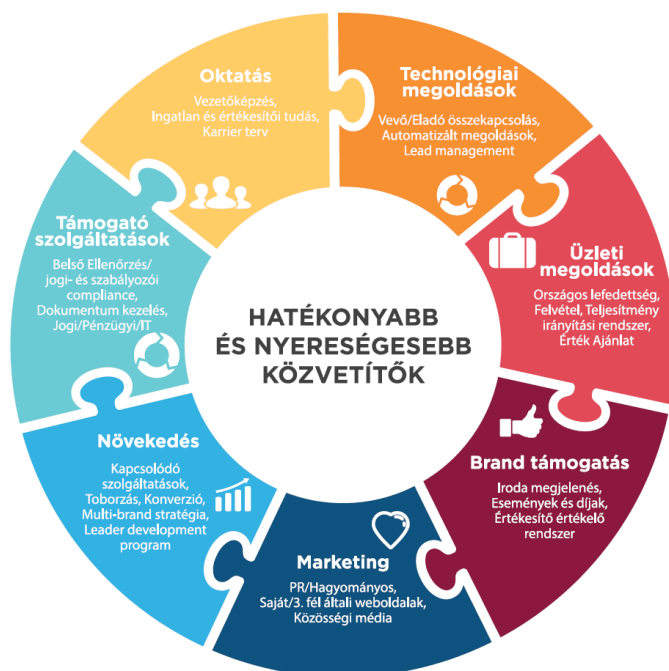 Oktatás
Vezetőképzés,
Ingatlan és értékesítői tudás,
Karrier terv
Technológiai
megoldások
Vevő/Eladó összekapcsolás,
Automatizált megoldások,
Lead management
Üzleti
megoldások
Országos lefedettség,
Felvétel, Teljesítmény
irányítási rendszer,
Érték Ajánlat
Brand támogatás
Iroda megjelenés,
Események és díjak,
Értékesítő értékelő
rendszer
Marketing
PR/Hagyományos,
Saját/3. fél általi weboldalak,
Közösségi média
Növekedés
Kapcsolódó
szolgáltatások,
Toborzás, Konverzió,
Multi-brand stratégia,
Leader development
program
Támogató
szolgáltatások
Belső Ellenőrzés/
jogi- és szabályozói
compliance,
Dokumentum kezelés,
Jogi/Pénzügyi/IT
HATÉKONYABB
ÉS NYERESÉGESEBB
KÖZVETÍTŐK